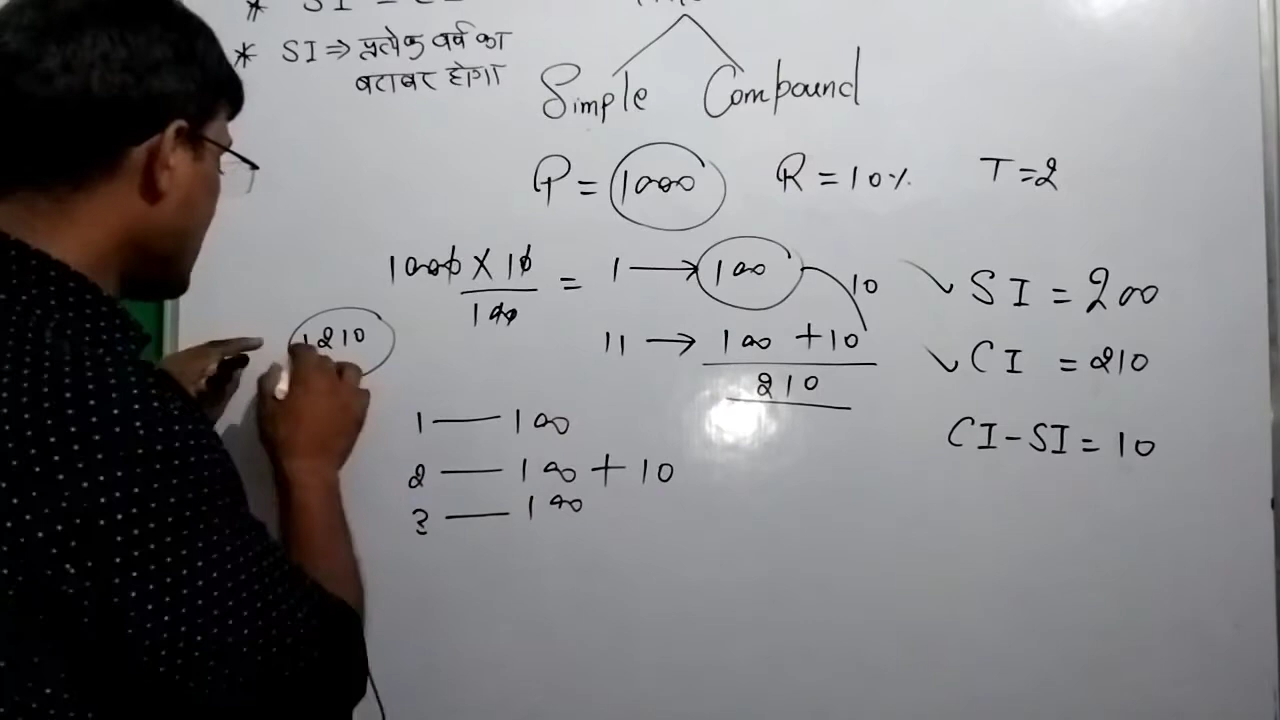 * SI =
* SI ⇒ प्रत्येक वर्ष का
बराबर होगा
Simple Compound
P = 1000 R = 10% T = 2
1000 × 10 / 100 = 1 → 100 10
11 → 100 + 10
210
SI = 200
CI = 210
CI - SI = 10
1210
1 — 100
2 — 100 + 10
3 — 100